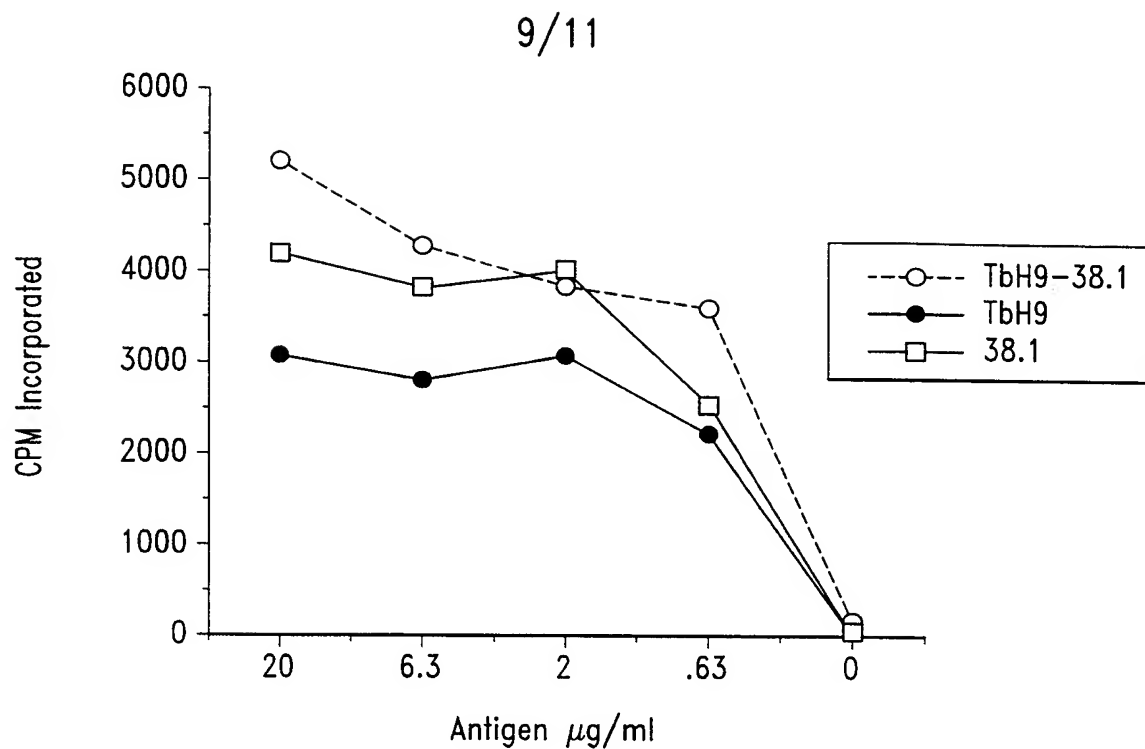 9/11
6000
5000
4000
3000
2000
1000
0
CPM Incorporated
20 6.3 2 .63 0
Antigen μg/ml
TbH9-38.1
TbH9
38.1